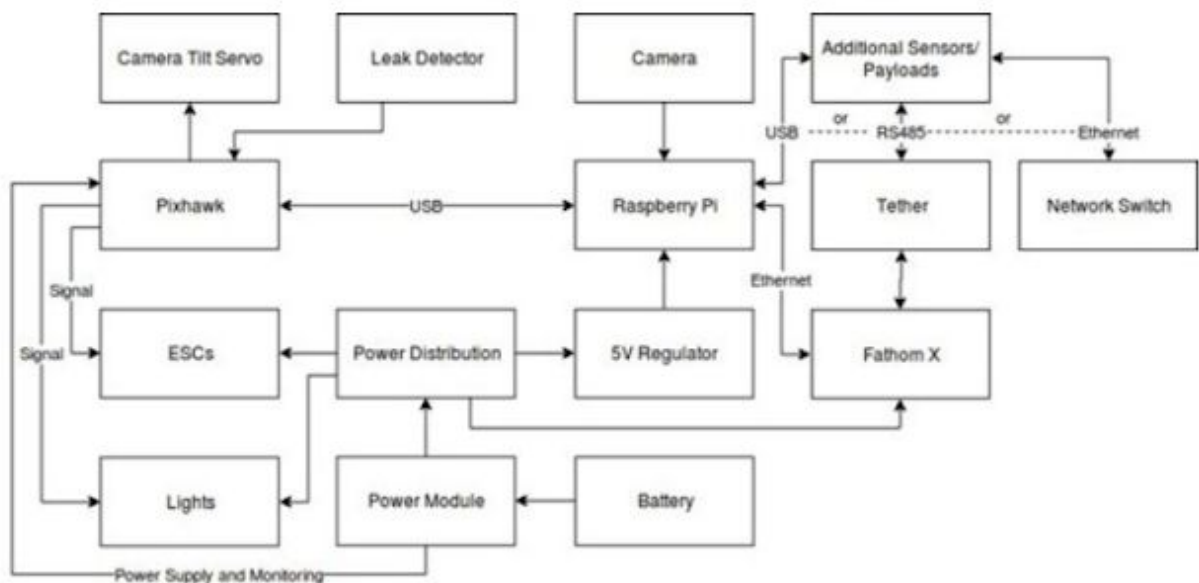 Camera Tilt Servo
Leak Detector
Camera
Additional Sensors/
Payloads
or
or
USB
RS485
Ethernet
Pixhawk
USB
Raspberry Pi
Tether
Network Switch
Ethernet
Signal
Signal
ESCs
Power Distribution
5V Regulator
Fathom X
Lights
Power Module
Battery
Power Supply and Monitoring